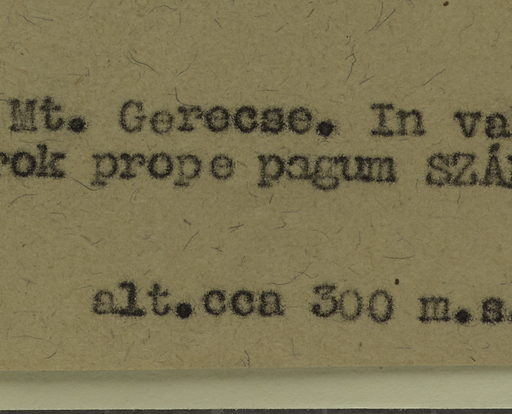 Mt. Gerecse. In va
rok prope pagum SZÁ
alt.cca 300 m.s.